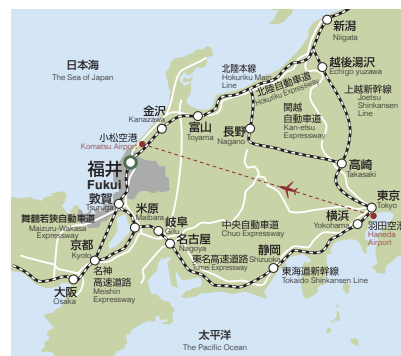 新潟
Niigata
日本海
The Sea of Japan
越後湯沢
Echigo yuzawa
北陸本線
Hokuriku Main
Line
北陸自動車道
Hokuriku Expressway
上越新幹線
Joetsu
Shinkansen
Line
金沢
Kanazawa
関越
自動車道
Kan-etsu
Expressway
小松空港
Komatsu Airport
富山
Toyama
長野
Nagano
福井
Fukui
高崎
Takasaki
敦賀
Tsuruga
東京
Tokyo
米原
Maibara
舞鶴若狭自動車道
Maizuru-Wakasa
Expressway
岐阜
Gifu
横浜
Yokohama
羽田空港
Haneda
Airport
中央自動車道
Chuo Expressway
京都
Kyoto
名古屋
Nagoya
静岡
Shizuoka
東名高速道路
Tomei Expressway
名神
高速道路
Meishin
Expressway
東海道新幹線
Tokaido Shinkansen Line
大阪
Osaka
太平洋
The Pacific Ocean